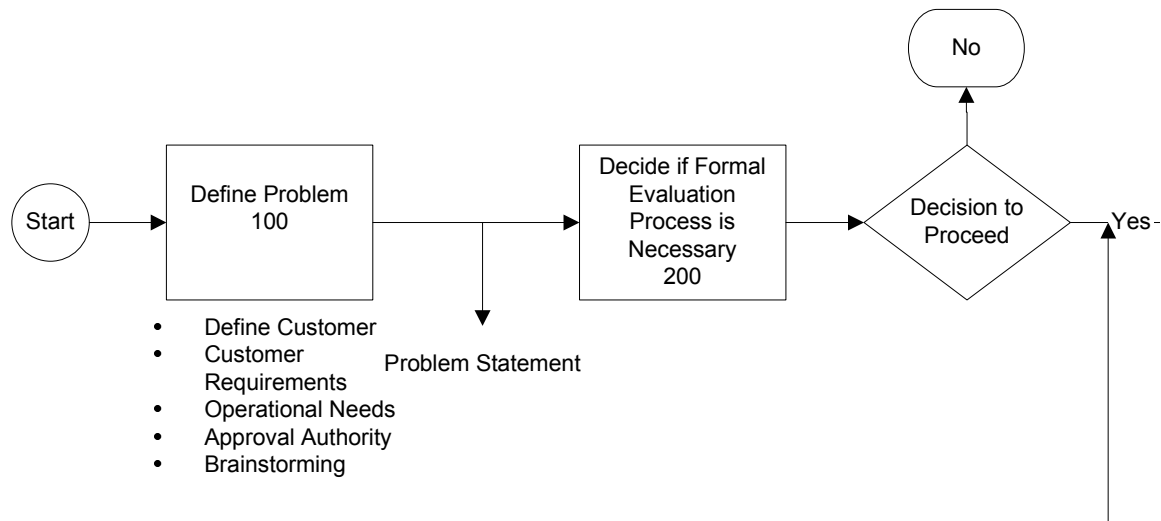 Start
Define Problem
100
• Define Customer
• Customer
Requirements
• Operational Needs
• Approval Authority
• Brainstorming
Problem Statement
Decide if Formal
Evaluation
Process is
Necessary
200
Decision to
Proceed
No
Yes